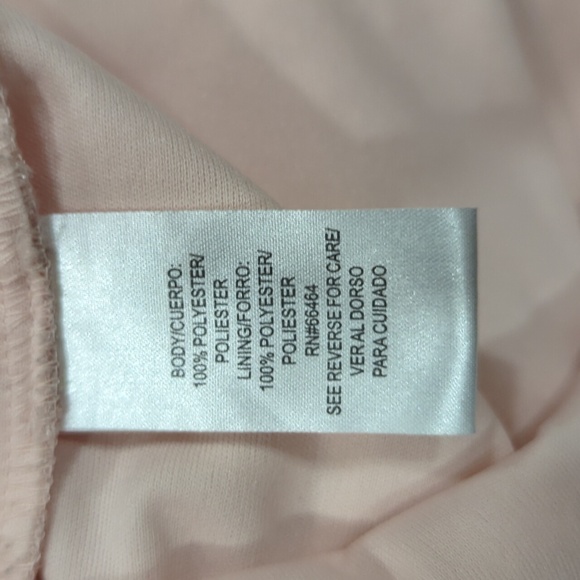 BODY/CUERPO:
100% POLYESTER/
POLIESTER
LINING/FORRO:
100% POLYESTER/
POLIESTER
RN#66464
SEE REVERSE FOR CARE/
VER AL DORSO
PARA CUIDADO